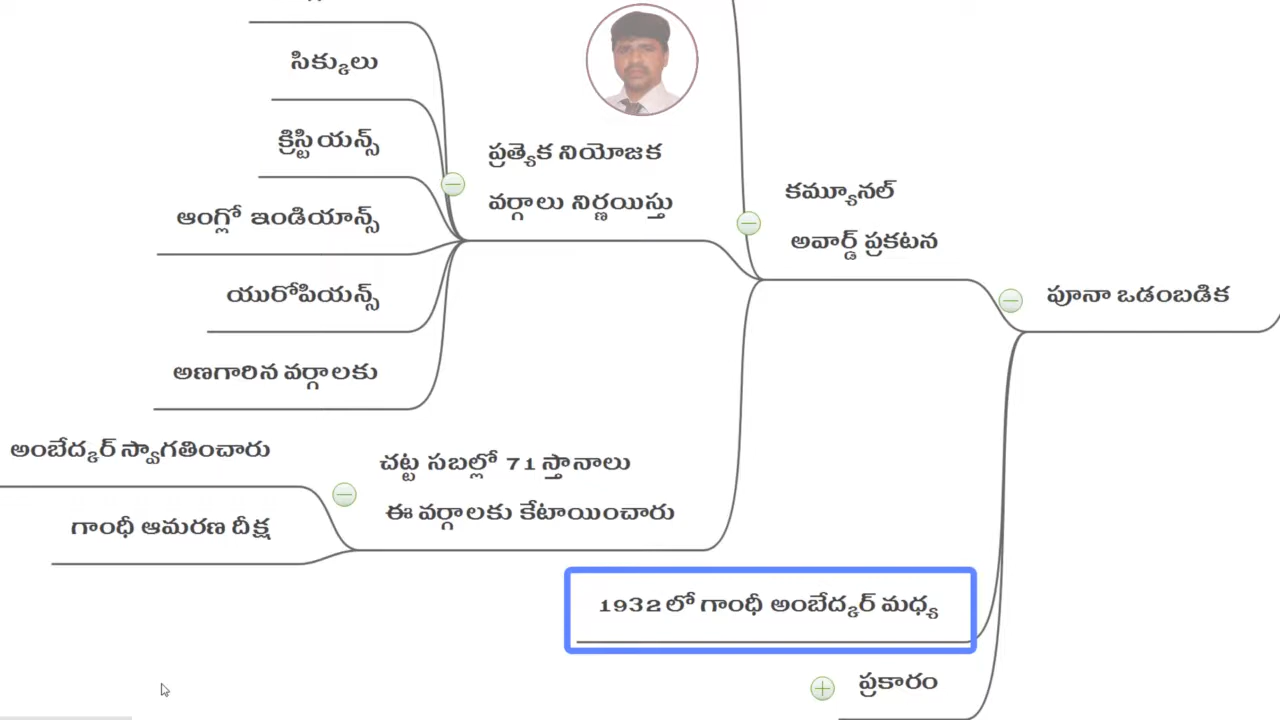 సిక్కులు
క్రిస్టియన్స్
ప్రత్యేక నియోజక
వర్గాలు నిర్ణయిస్తు
కమ్యూనల్
అవార్డ్ ప్రకటన
ఆంగ్లో ఇండియాన్స్
యురోపియన్స్
పూనా ఒడంబడిక
అణగారిన వర్గాలకు
అంబేద్కర్ స్వాగతించారు
చట్ట సబల్లో 71 స్తానాలు
ఈ వర్గాలకు కేటాయించారు
గాంధీ ఆమరణ దీక్ష
1932 లో గాంధీ అంబేద్కర్ మధ్య
ప్రకారం